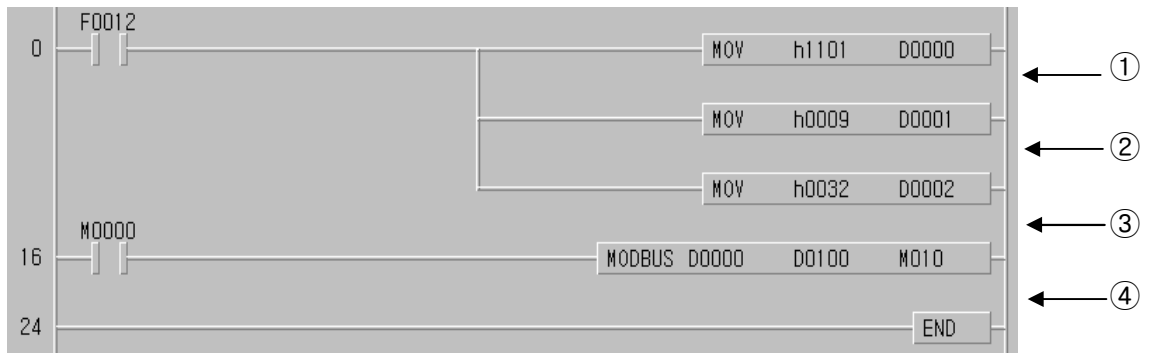 F0012
0 MOV h1101 D0000
①
MOV h0009 D0001
②
MOV h0032 D0002
③
M0000
16 MODBUS D0000 D0100 M010
④
24 END